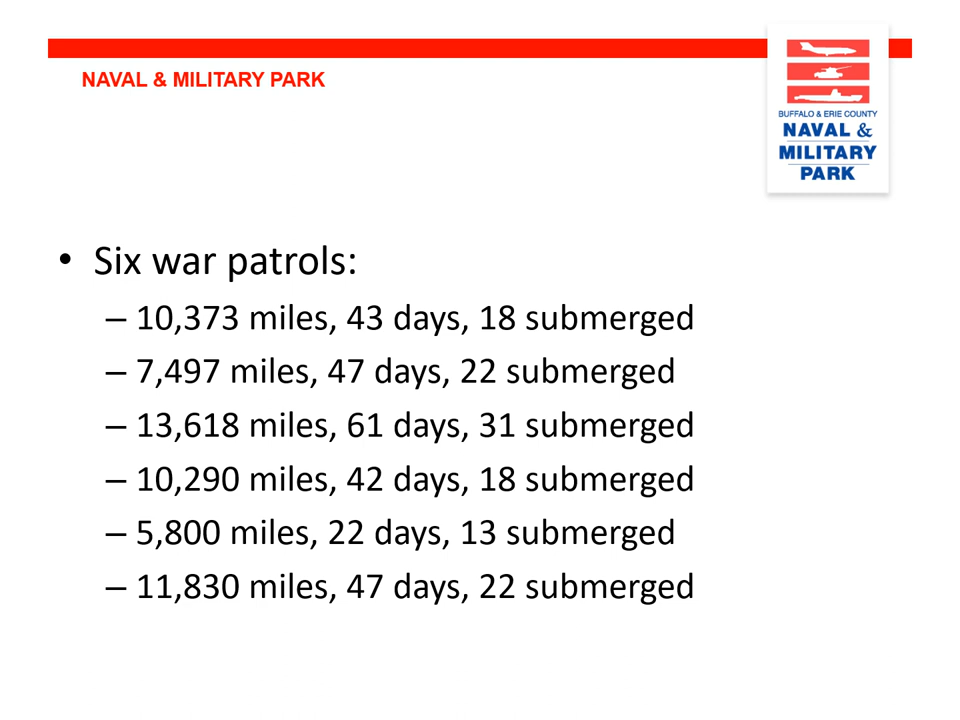 NAVAL & MILITARY PARK
BUFFALO & ERIE COUNTY
NAVAL &
MILITARY
PARK
• Six war patrols:
– 10,373 miles, 43 days, 18 submerged
– 7,497 miles, 47 days, 22 submerged
– 13,618 miles, 61 days, 31 submerged
– 10,290 miles, 42 days, 18 submerged
– 5,800 miles, 22 days, 13 submerged
– 11,830 miles, 47 days, 22 submerged